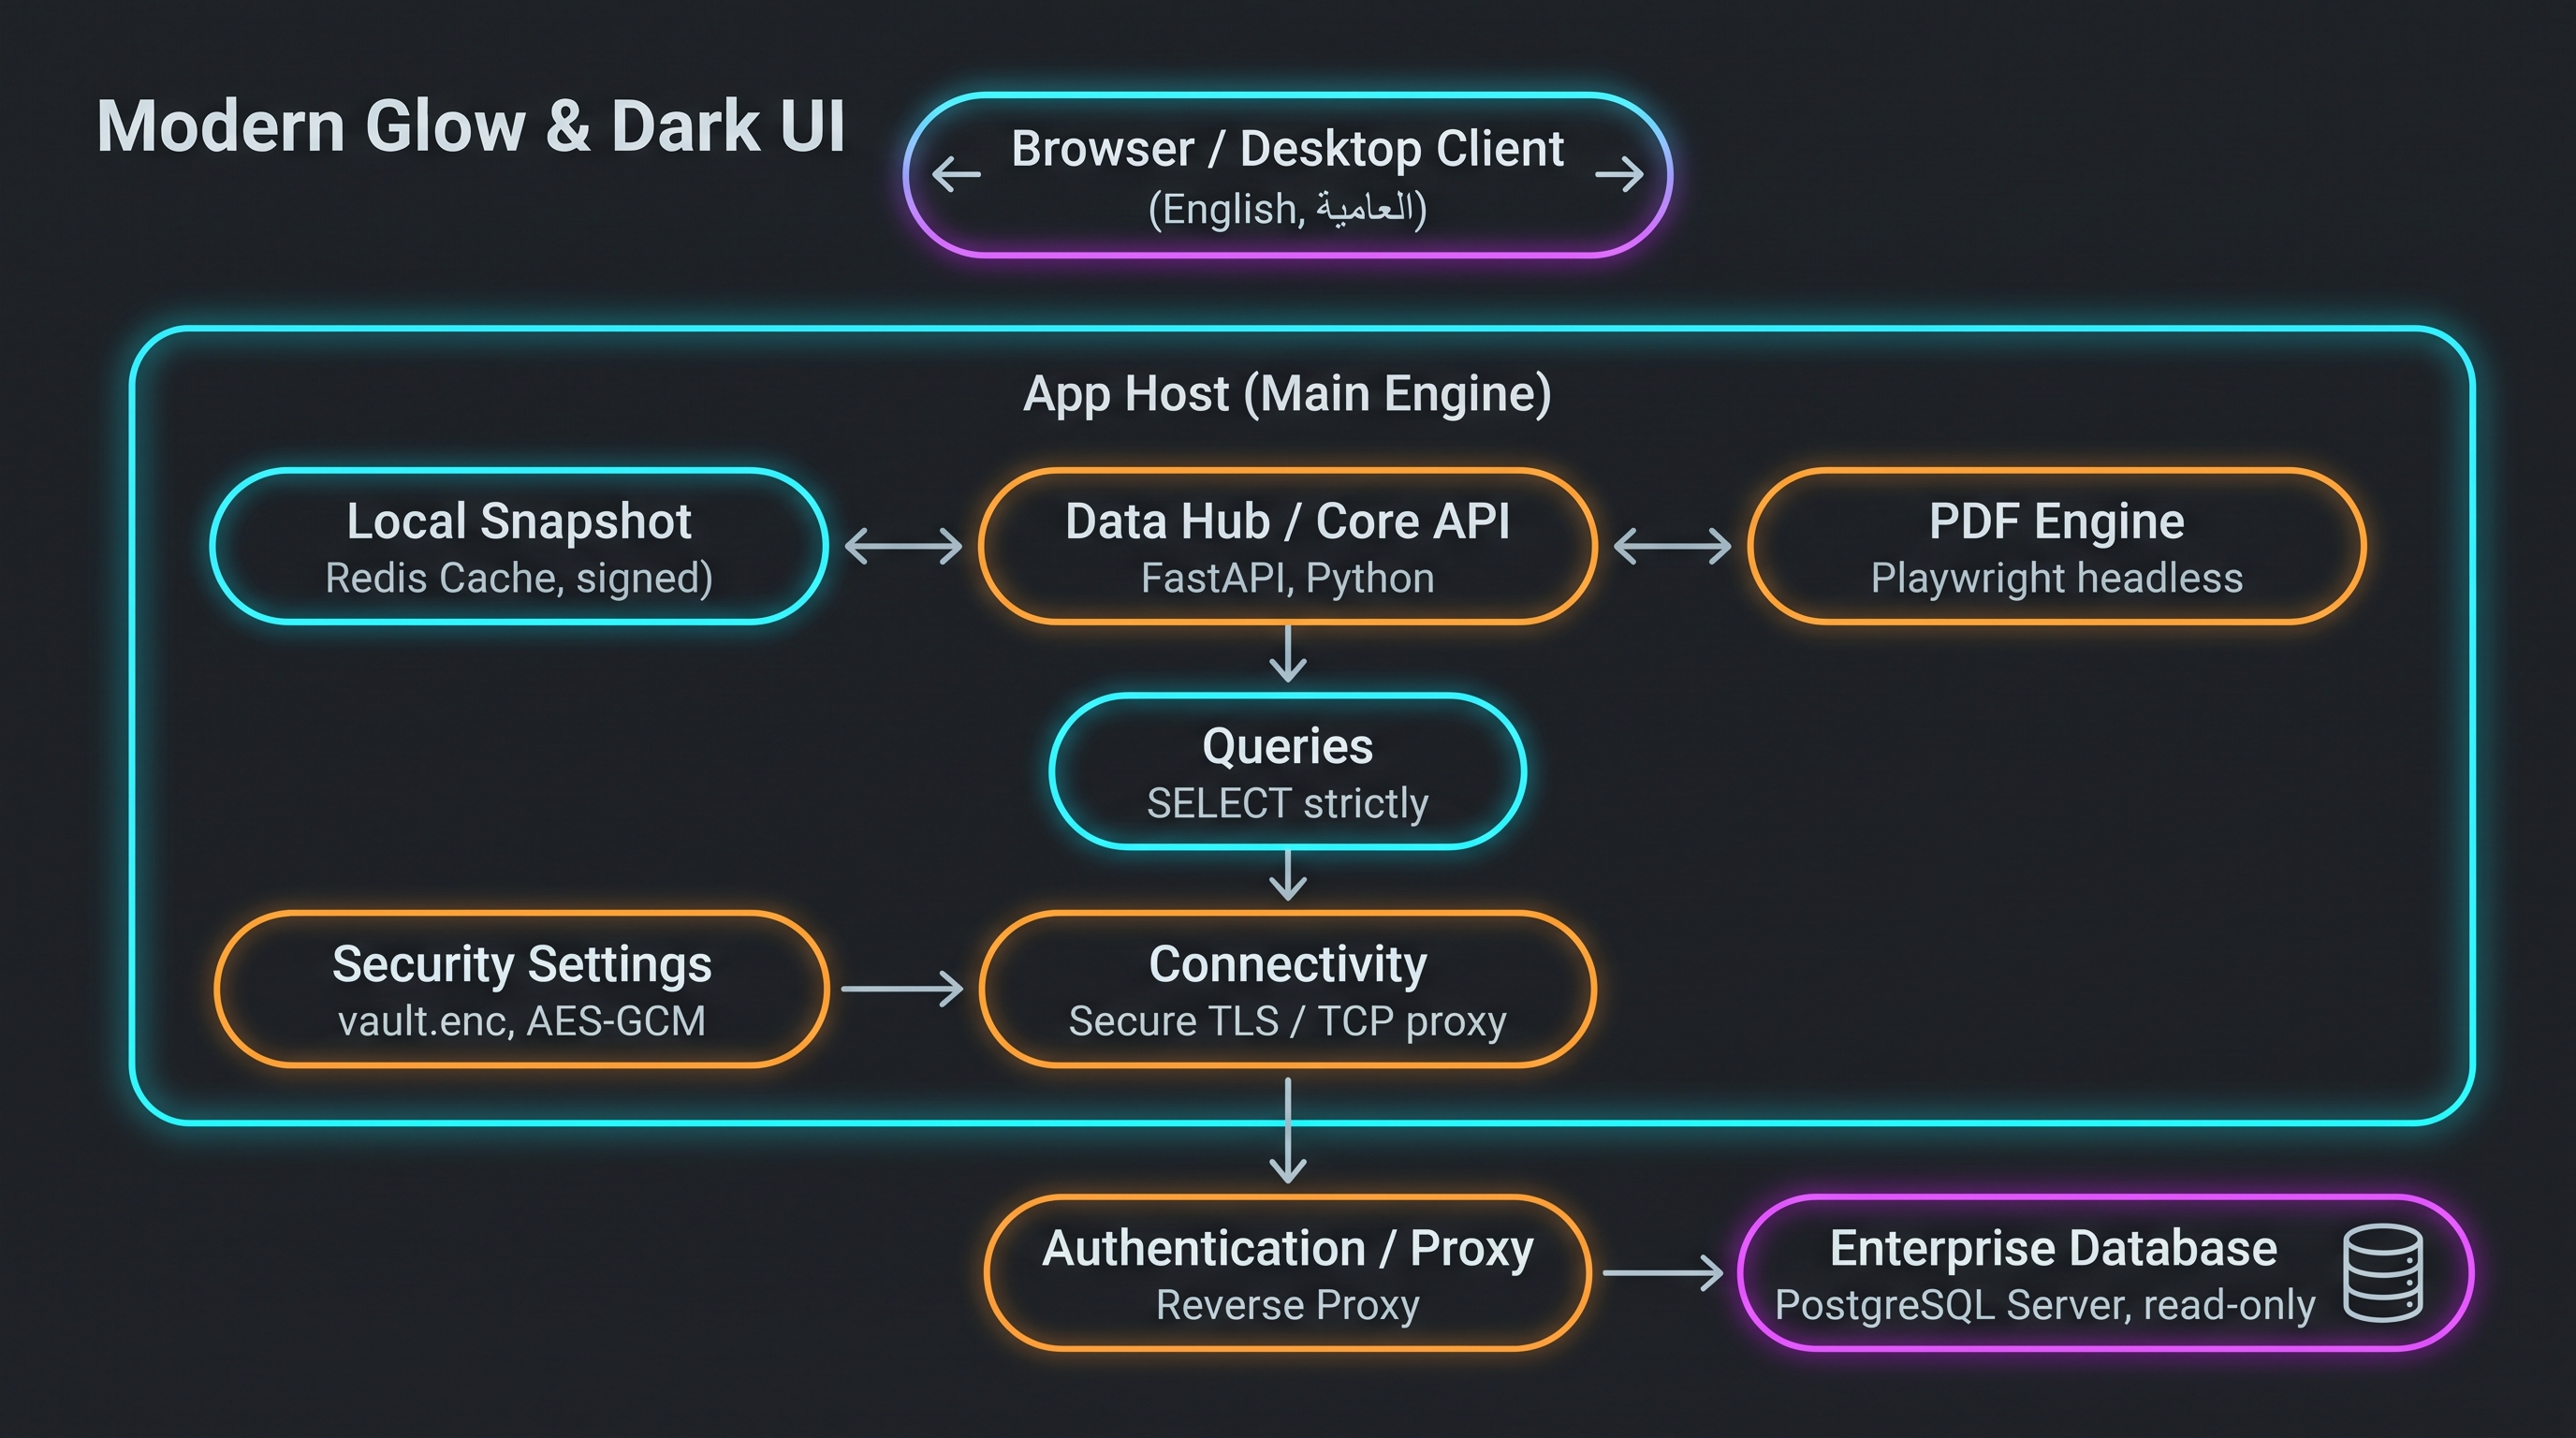 Modern Glow & Dark UI
Browser / Desktop Client
(English, العامية)
App Host (Main Engine)
Local Snapshot
Redis Cache, signed)
Data Hub / Core API
FastAPI, Python
PDF Engine
Playwright headless
Queries
SELECT strictly
Security Settings
vault.enc, AES-GCM
Connectivity
Secure TLS / TCP proxy
Authentication / Proxy
Reverse Proxy
Enterprise Database
PostgreSQL Server, read-only